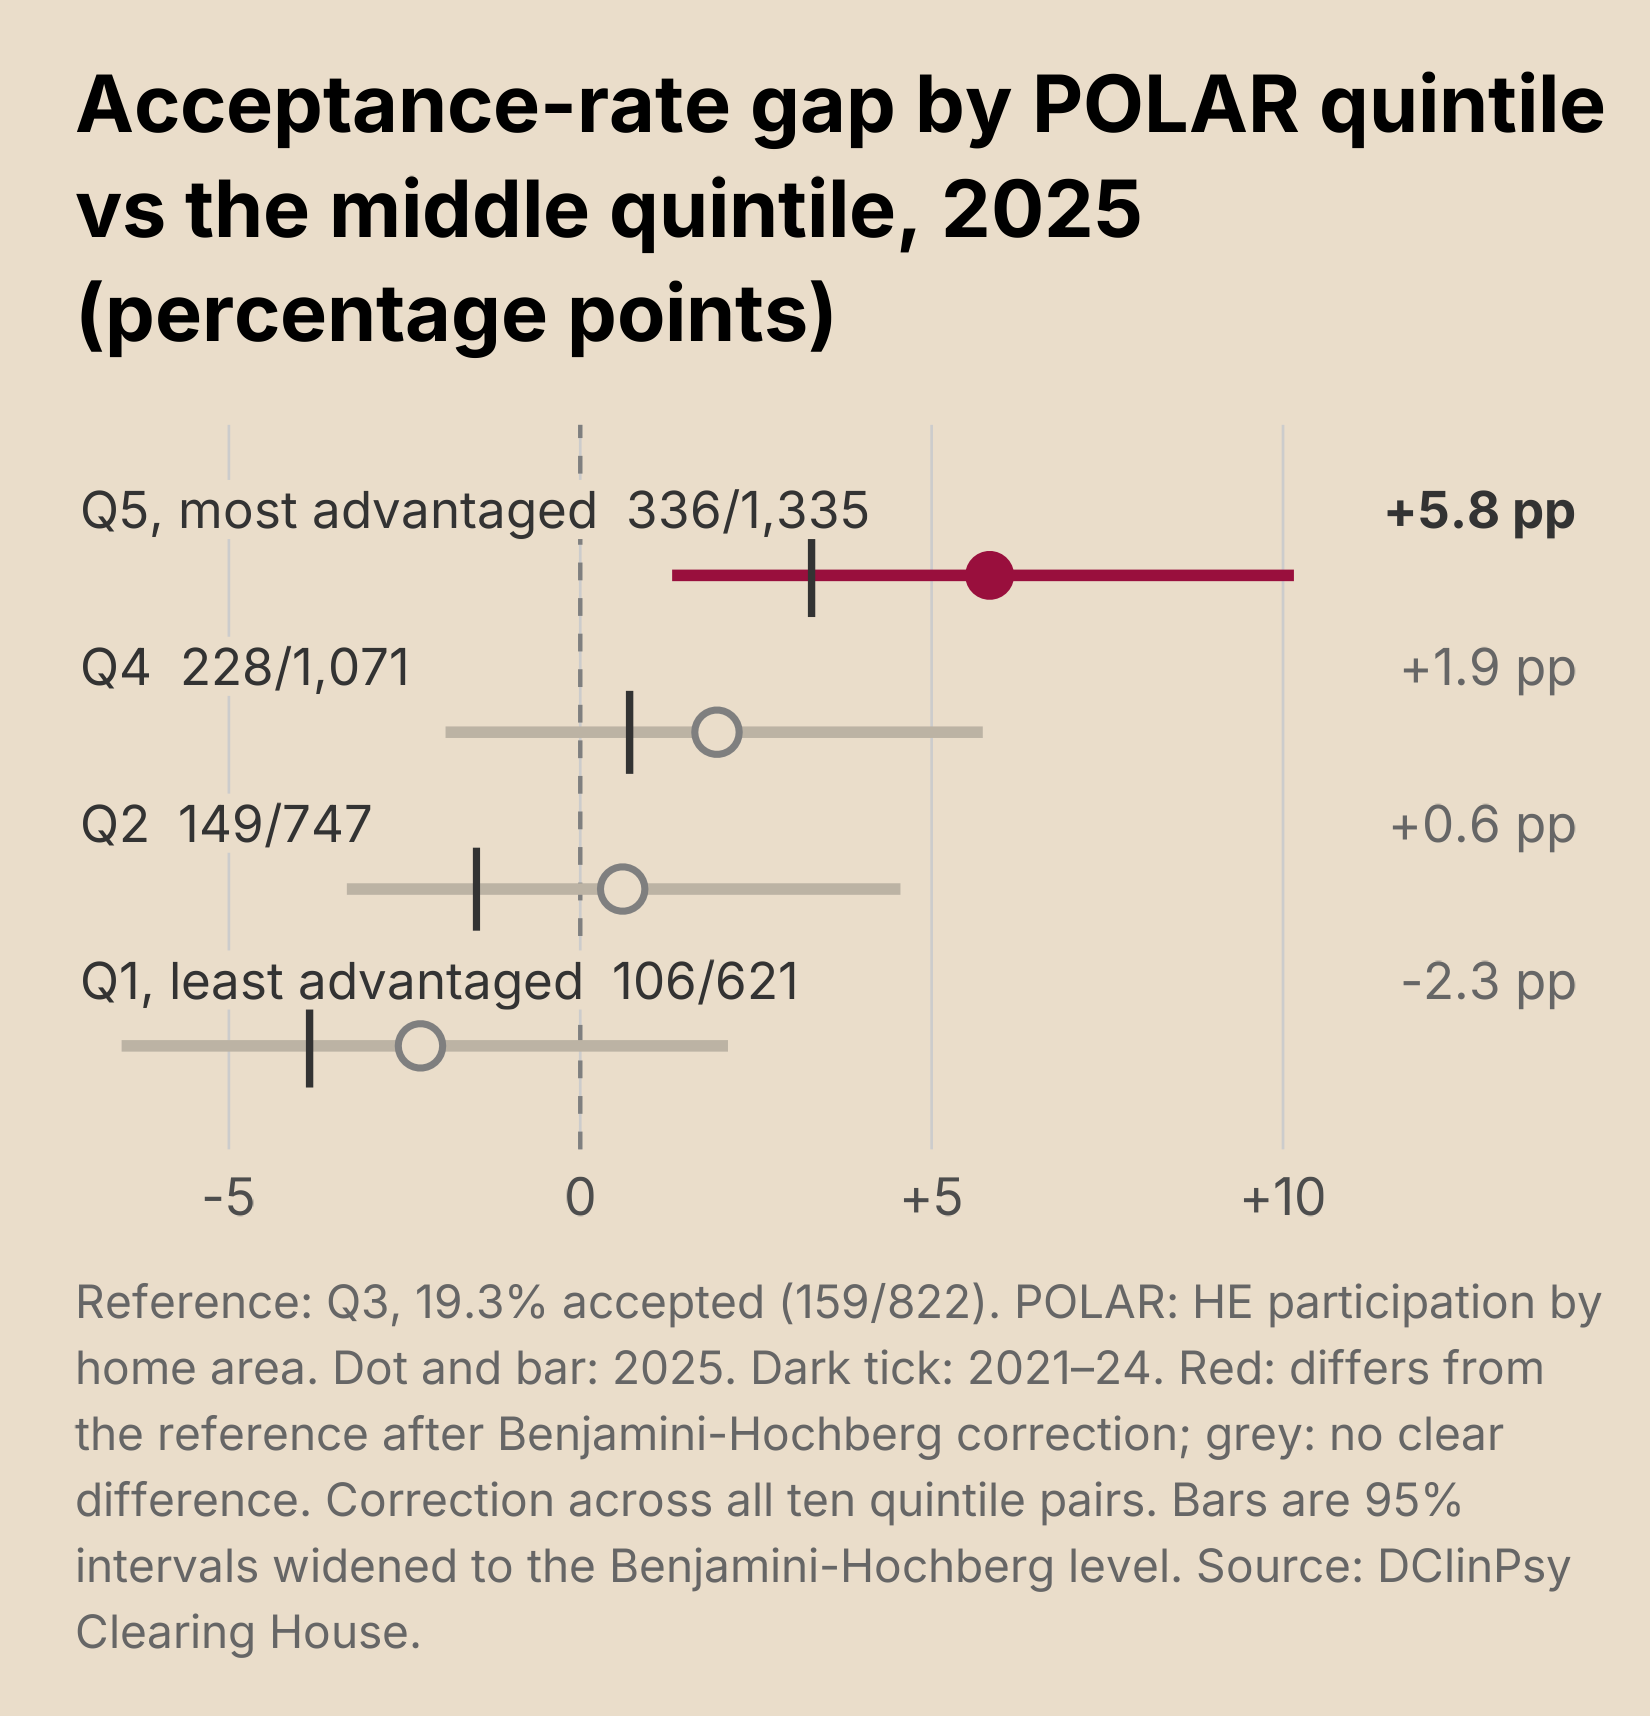 Acceptance-rate gap by POLAR quintile
vs the middle quintile, 2025
(percentage points)
Q5, most advantaged 336/1,335
+5.8 pp
Q4 228/1,071
+1.9 pp
Q2 149/747
+0.6 pp
Q1, least advantaged 106/621
-2.3 pp
-5 0 +5 +10
Reference: Q3, 19.3% accepted (159/822). POLAR: HE participation by
home area. Dot and bar: 2025. Dark tick: 2021–24. Red: differs from
the reference after Benjamini-Hochberg correction; grey: no clear
difference. Correction across all ten quintile pairs. Bars are 95%
intervals widened to the Benjamini-Hochberg level. Source: DClinPsy
Clearing House.